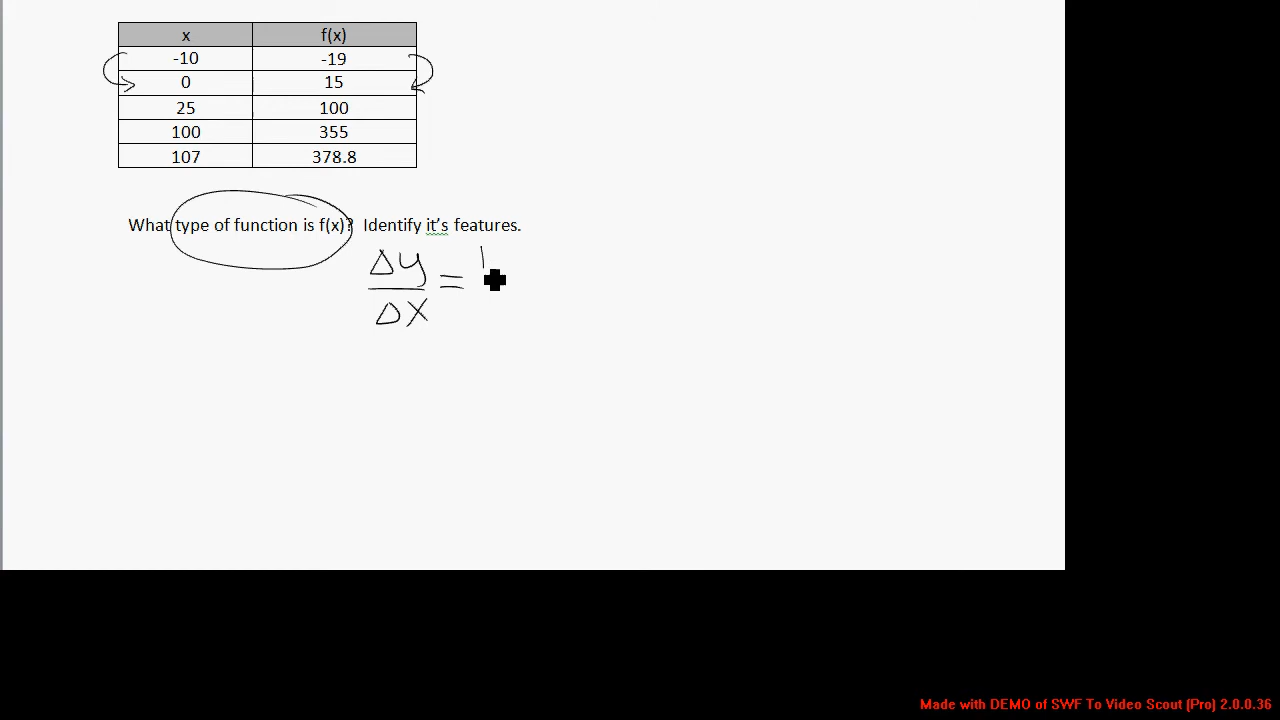 x f(x)
-10 -19
0 15
25 100
100 355
107 378.8
What type of function is f(x)? Identify it's features.
Δy
=
Δx
Made with DEMO of SWF To Video Scout (Pro) 2.0.0.36